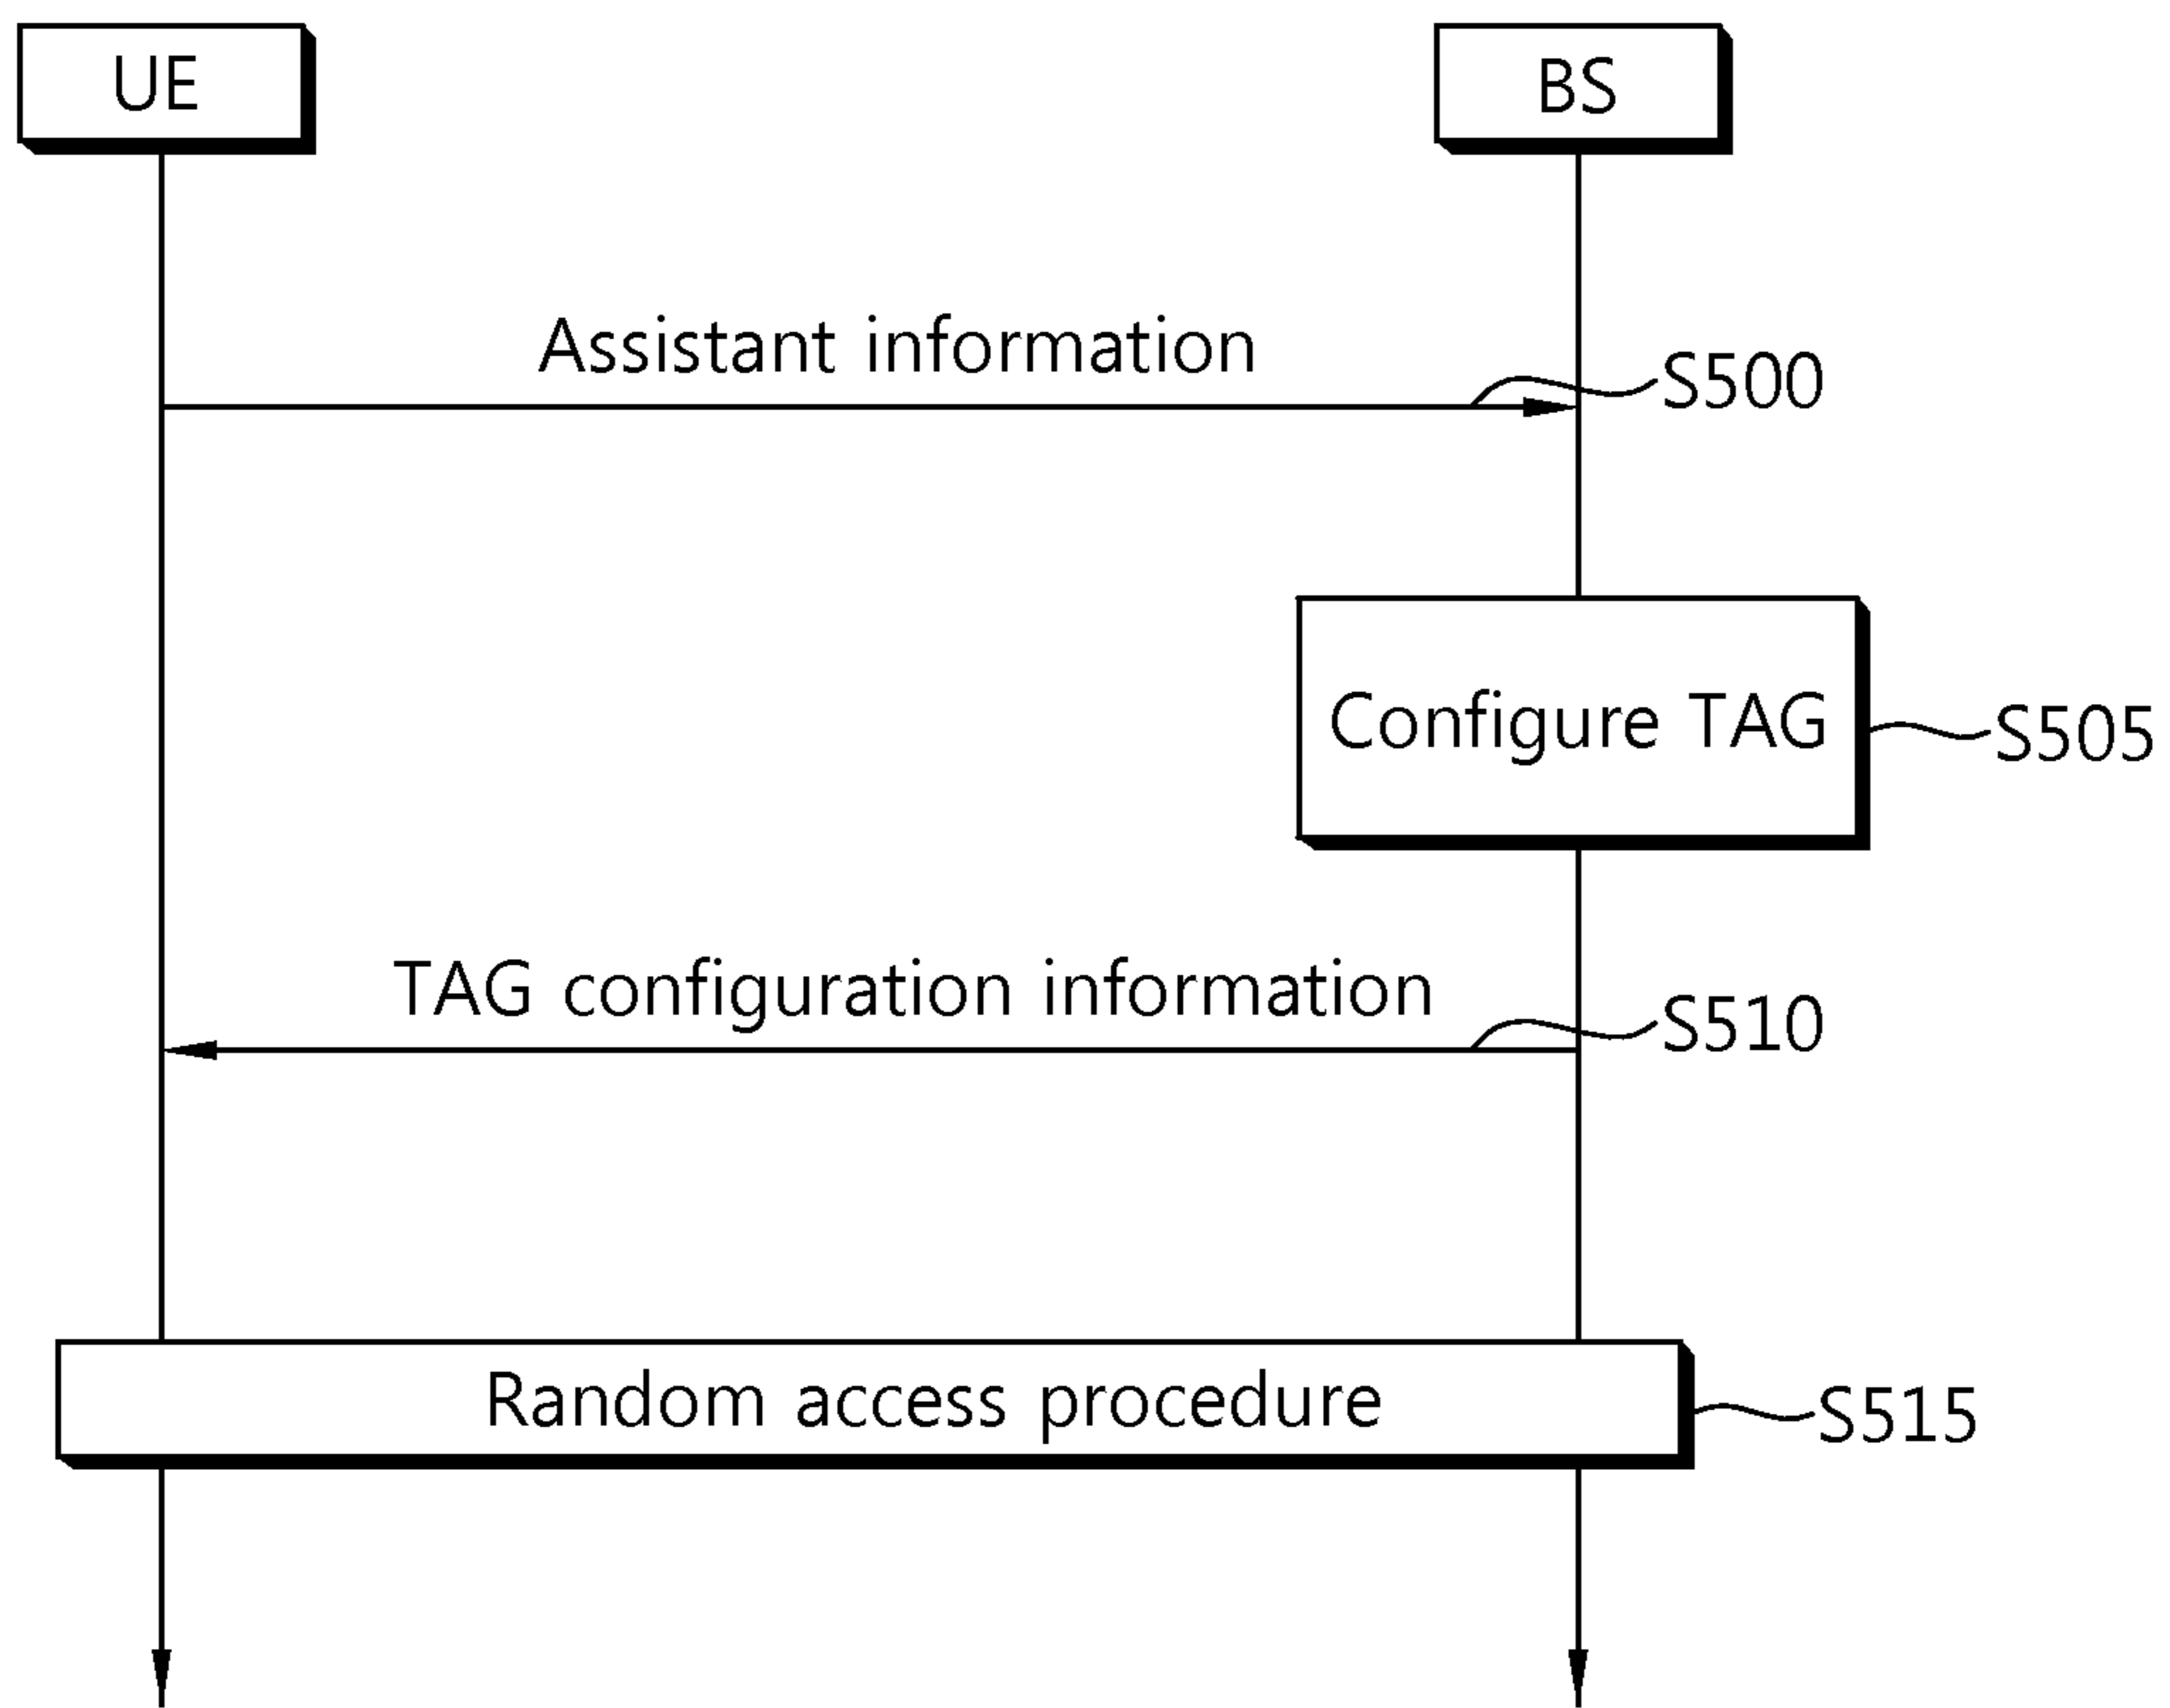 UE
BS
Assistant information
S500
Configure TAG
S505
TAG configuration information
S510
Random access procedure
S515